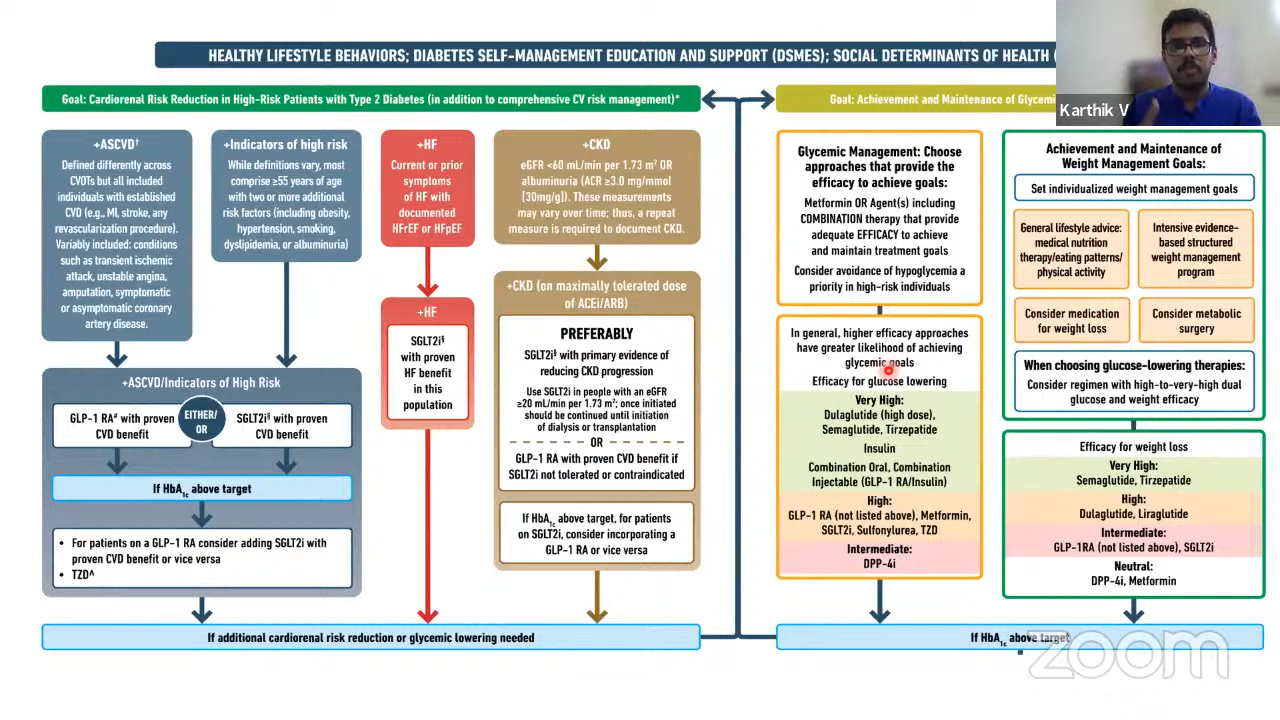 HEALTHY LIFESTYLE BEHAVIORS; DIABETES SELF-MANAGEMENT EDUCATION AND SUPPORT (DSMES); SOCIAL DETERMINANTS OF HEALTH (
Karthik V
Goal: Cardiorenal Risk Reduction in High-Risk Patients with Type 2 Diabetes (in addition to comprehensive CV risk management)*
+ASCVD†
Defined differently across
CVOTs but all included
individuals with established
CVD (e.g., MI, stroke, any
revascularization procedure).
Variably included: conditions
such as transient ischemic
attack, unstable angina,
amputation, symptomatic
or asymptomatic coronary
artery disease.
+Indicators of high risk
While definitions vary, most
comprise ≥55 years of age
with two or more additional
risk factors (including obesity,
hypertension, smoking,
dyslipidemia, or albuminuria)
+ASCVD/Indicators of High Risk
GLP-1 RA# with proven
CVD benefit
EITHER/
OR
SGLT2i§ with proven
CVD benefit
If HbA1c above target
• For patients on a GLP-1 RA consider adding SGLT2i with
proven CVD benefit or vice versa
• TZD^
+HF
Current or prior
symptoms
of HF with
documented
HFrEF or HFpEF
+HF
SGLT2i§
with proven
HF benefit
in this
population
+CKD
eGFR <60 mL/min per 1.73 m² OR
albuminuria (ACR ≥3.0 mg/mmol
[30mg/g]). These measurements
may vary over time; thus, a repeat
measure is required to document CKD.
+CKD (on maximally tolerated dose
of ACEi/ARB)
PREFERABLY
SGLT2i§ with primary evidence of
reducing CKD progression
Use SGLT2i in people with an eGFR
≥20 mL/min per 1.73 m²; once initiated
should be continued until initiation
of dialysis or transplantation
OR
GLP-1 RA with proven CVD benefit if
SGLT2i not tolerated or contraindicated
If HbA1c above target, for patients
on SGLT2i, consider incorporating a
GLP-1 RA or vice versa
If additional cardiorenal risk reduction or glycemic lowering needed
Goal: Achievement and Maintenance of Glycemi
Glycemic Management: Choose
approaches that provide the
efficacy to achieve goals:
Metformin OR Agent(s) including
COMBINATION therapy that provide
adequate EFFICACY to achieve
and maintain treatment goals
Consider avoidance of hypoglycemia a
priority in high-risk individuals
In general, higher efficacy approaches
have greater likelihood of achieving
glycemic goals
Efficacy for glucose lowering
Very High:
Dulaglutide (high dose),
Semaglutide, Tirzepatide
Insulin
Combination Oral, Combination
Injectable (GLP-1 RA/Insulin)
High:
GLP-1 RA (not listed above), Metformin,
SGLT2i, Sulfonylurea, TZD
Intermediate:
DPP-4i
Achievement and Maintenance of
Weight Management Goals:
Set individualized weight management goals
General lifestyle advice:
medical nutrition
therapy/eating patterns/
physical activity
Intensive evidence-
based structured
weight management
program
Consider medication
for weight loss
Consider metabolic
surgery
When choosing glucose-lowering therapies:
Consider regimen with high-to-very-high dual
glucose and weight efficacy
Efficacy for weight loss
Very High:
Semaglutide, Tirzepatide
High:
Dulaglutide, Liraglutide
Intermediate:
GLP-1RA (not listed above), SGLT2i
Neutral:
DPP-4i, Metformin
If HbA1c above target
zoom